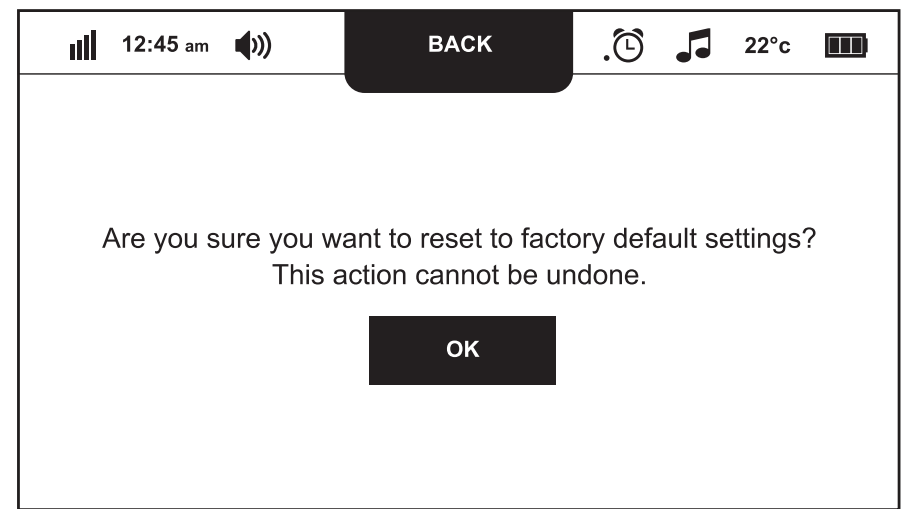 12:45 am BACK 22°c
Are you sure you want to reset to factory default settings?
This action cannot be undone.
OK